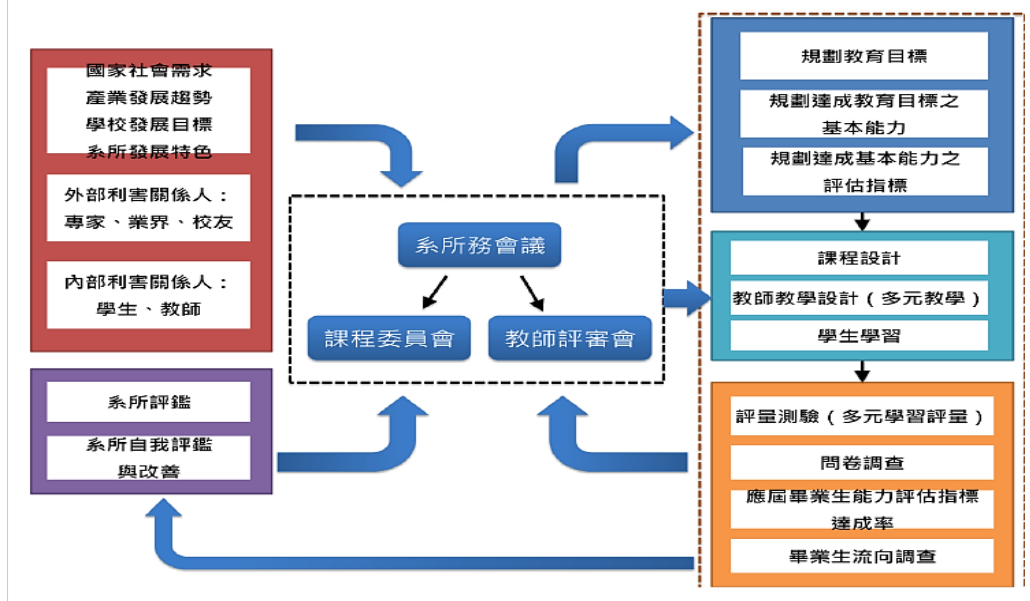 國家社會需求
產業發展趨勢
學校發展目標
系所發展特色
外部利害關係人：
專家、業界、校友
內部利害關係人：
學生、教師
系所評鑑
系所自我評鑑
與改善
系所務會議
課程委員會
教師評審會
規劃教育目標
規劃達成教育目標之
基本能力
規劃達成基本能力之
評估指標
課程設計
教師教學設計（多元教學）
學生學習
評量測驗（多元學習評量）
問卷調查
應屆畢業生能力評估指標
達成率
畢業生流向調查